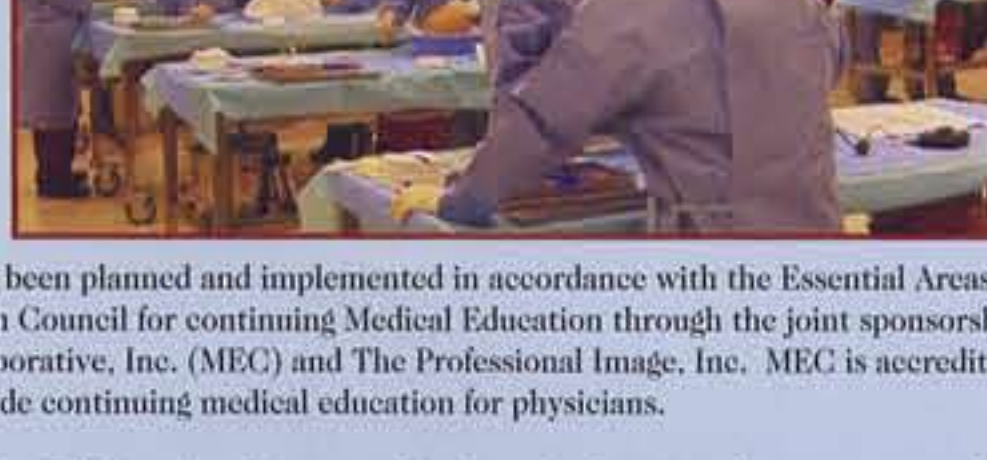 been planned and implemented in accordance with the Essential Areas
Council for continuing Medical Education through the joint sponsorsh
orative, Inc. (MEC) and The Professional Image, Inc. MEC is accredit
de continuing medical education for physicians.